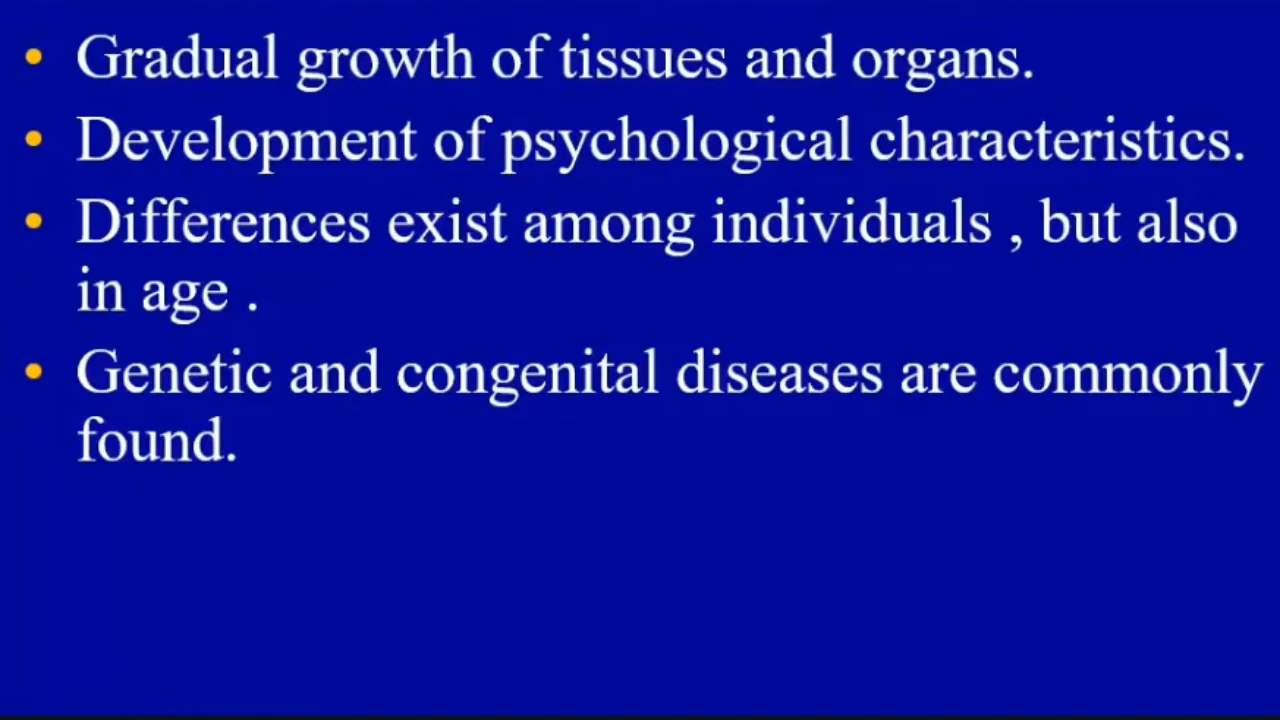 • Gradual growth of tissues and organs.
• Development of psychological characteristics.
• Differences exist among individuals , but also
in age .
• Genetic and congenital diseases are commonly
found.